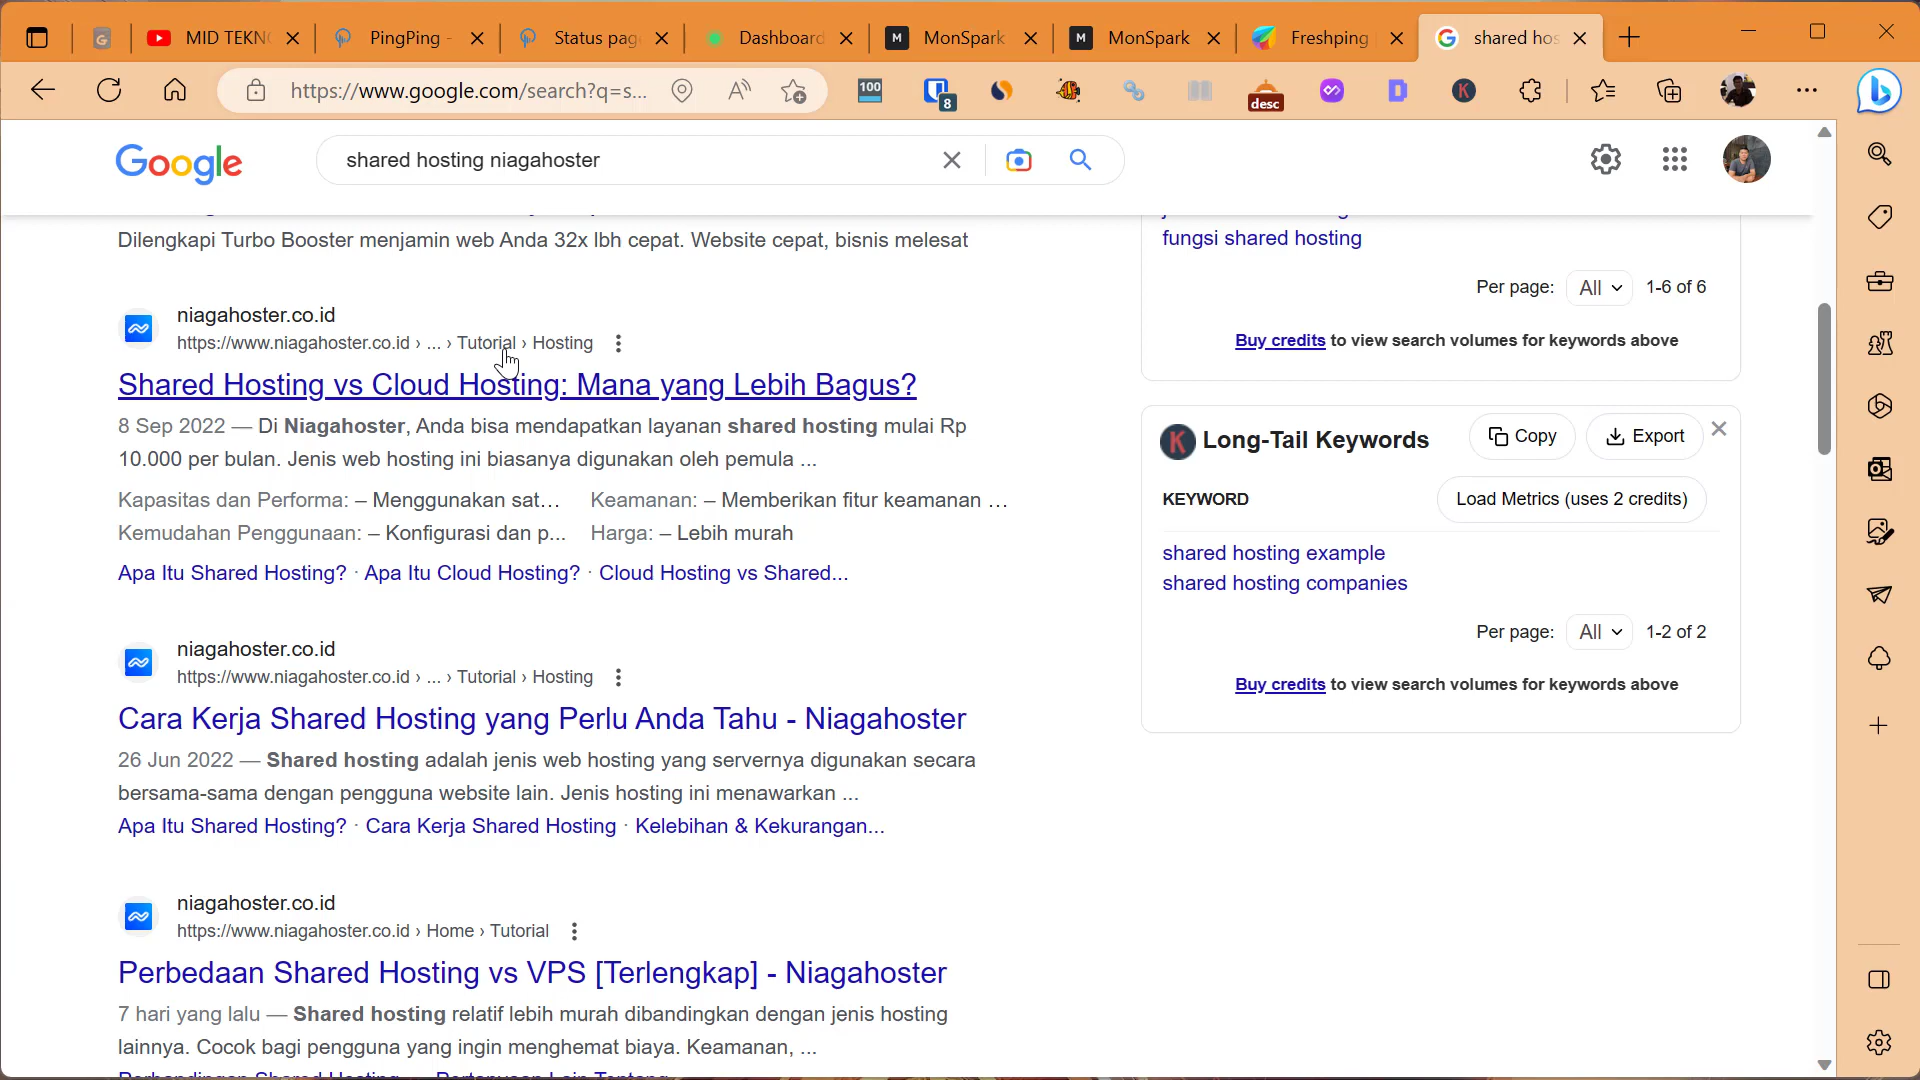 MID TEKN
PingPing -
Status pag
Dashboard
MonSpark
MonSpark
Freshping
shared hos
https://www.google.com/search?q=s...
100
8
desc
Google
shared hosting niagahoster
Dilengkapi Turbo Booster menjamin web Anda 32x lbh cepat. Website cepat, bisnis melesat
niagahoster.co.id
https://www.niagahoster.co.id › ... › Tutorial › Hosting
Shared Hosting vs Cloud Hosting: Mana yang Lebih Bagus?
8 Sep 2022 — Di Niagahoster, Anda bisa mendapatkan layanan shared hosting mulai Rp
10.000 per bulan. Jenis web hosting ini biasanya digunakan oleh pemula ...
Kapasitas dan Performa: – Menggunakan sat... Keamanan: – Memberikan fitur keamanan ...
Kemudahan Penggunaan: – Konfigurasi dan p... Harga: – Lebih murah
Apa Itu Shared Hosting? · Apa Itu Cloud Hosting? · Cloud Hosting vs Shared...
niagahoster.co.id
https://www.niagahoster.co.id › ... › Tutorial › Hosting
Cara Kerja Shared Hosting yang Perlu Anda Tahu - Niagahoster
26 Jun 2022 — Shared hosting adalah jenis web hosting yang servernya digunakan secara
bersama-sama dengan pengguna website lain. Jenis hosting ini menawarkan ...
Apa Itu Shared Hosting? · Cara Kerja Shared Hosting · Kelebihan & Kekurangan...
niagahoster.co.id
https://www.niagahoster.co.id › Home › Tutorial
Perbedaan Shared Hosting vs VPS [Terlengkap] - Niagahoster
7 hari yang lalu — Shared hosting relatif lebih murah dibandingkan dengan jenis hosting
lainnya. Cocok bagi pengguna yang ingin menghemat biaya. Keamanan, ...
fungsi shared hosting
Per page: All 1-6 of 6
Buy credits to view search volumes for keywords above
K Long-Tail Keywords Copy Export
KEYWORD Load Metrics (uses 2 credits)
shared hosting example
shared hosting companies
Per page: All 1-2 of 2
Buy credits to view search volumes for keywords above